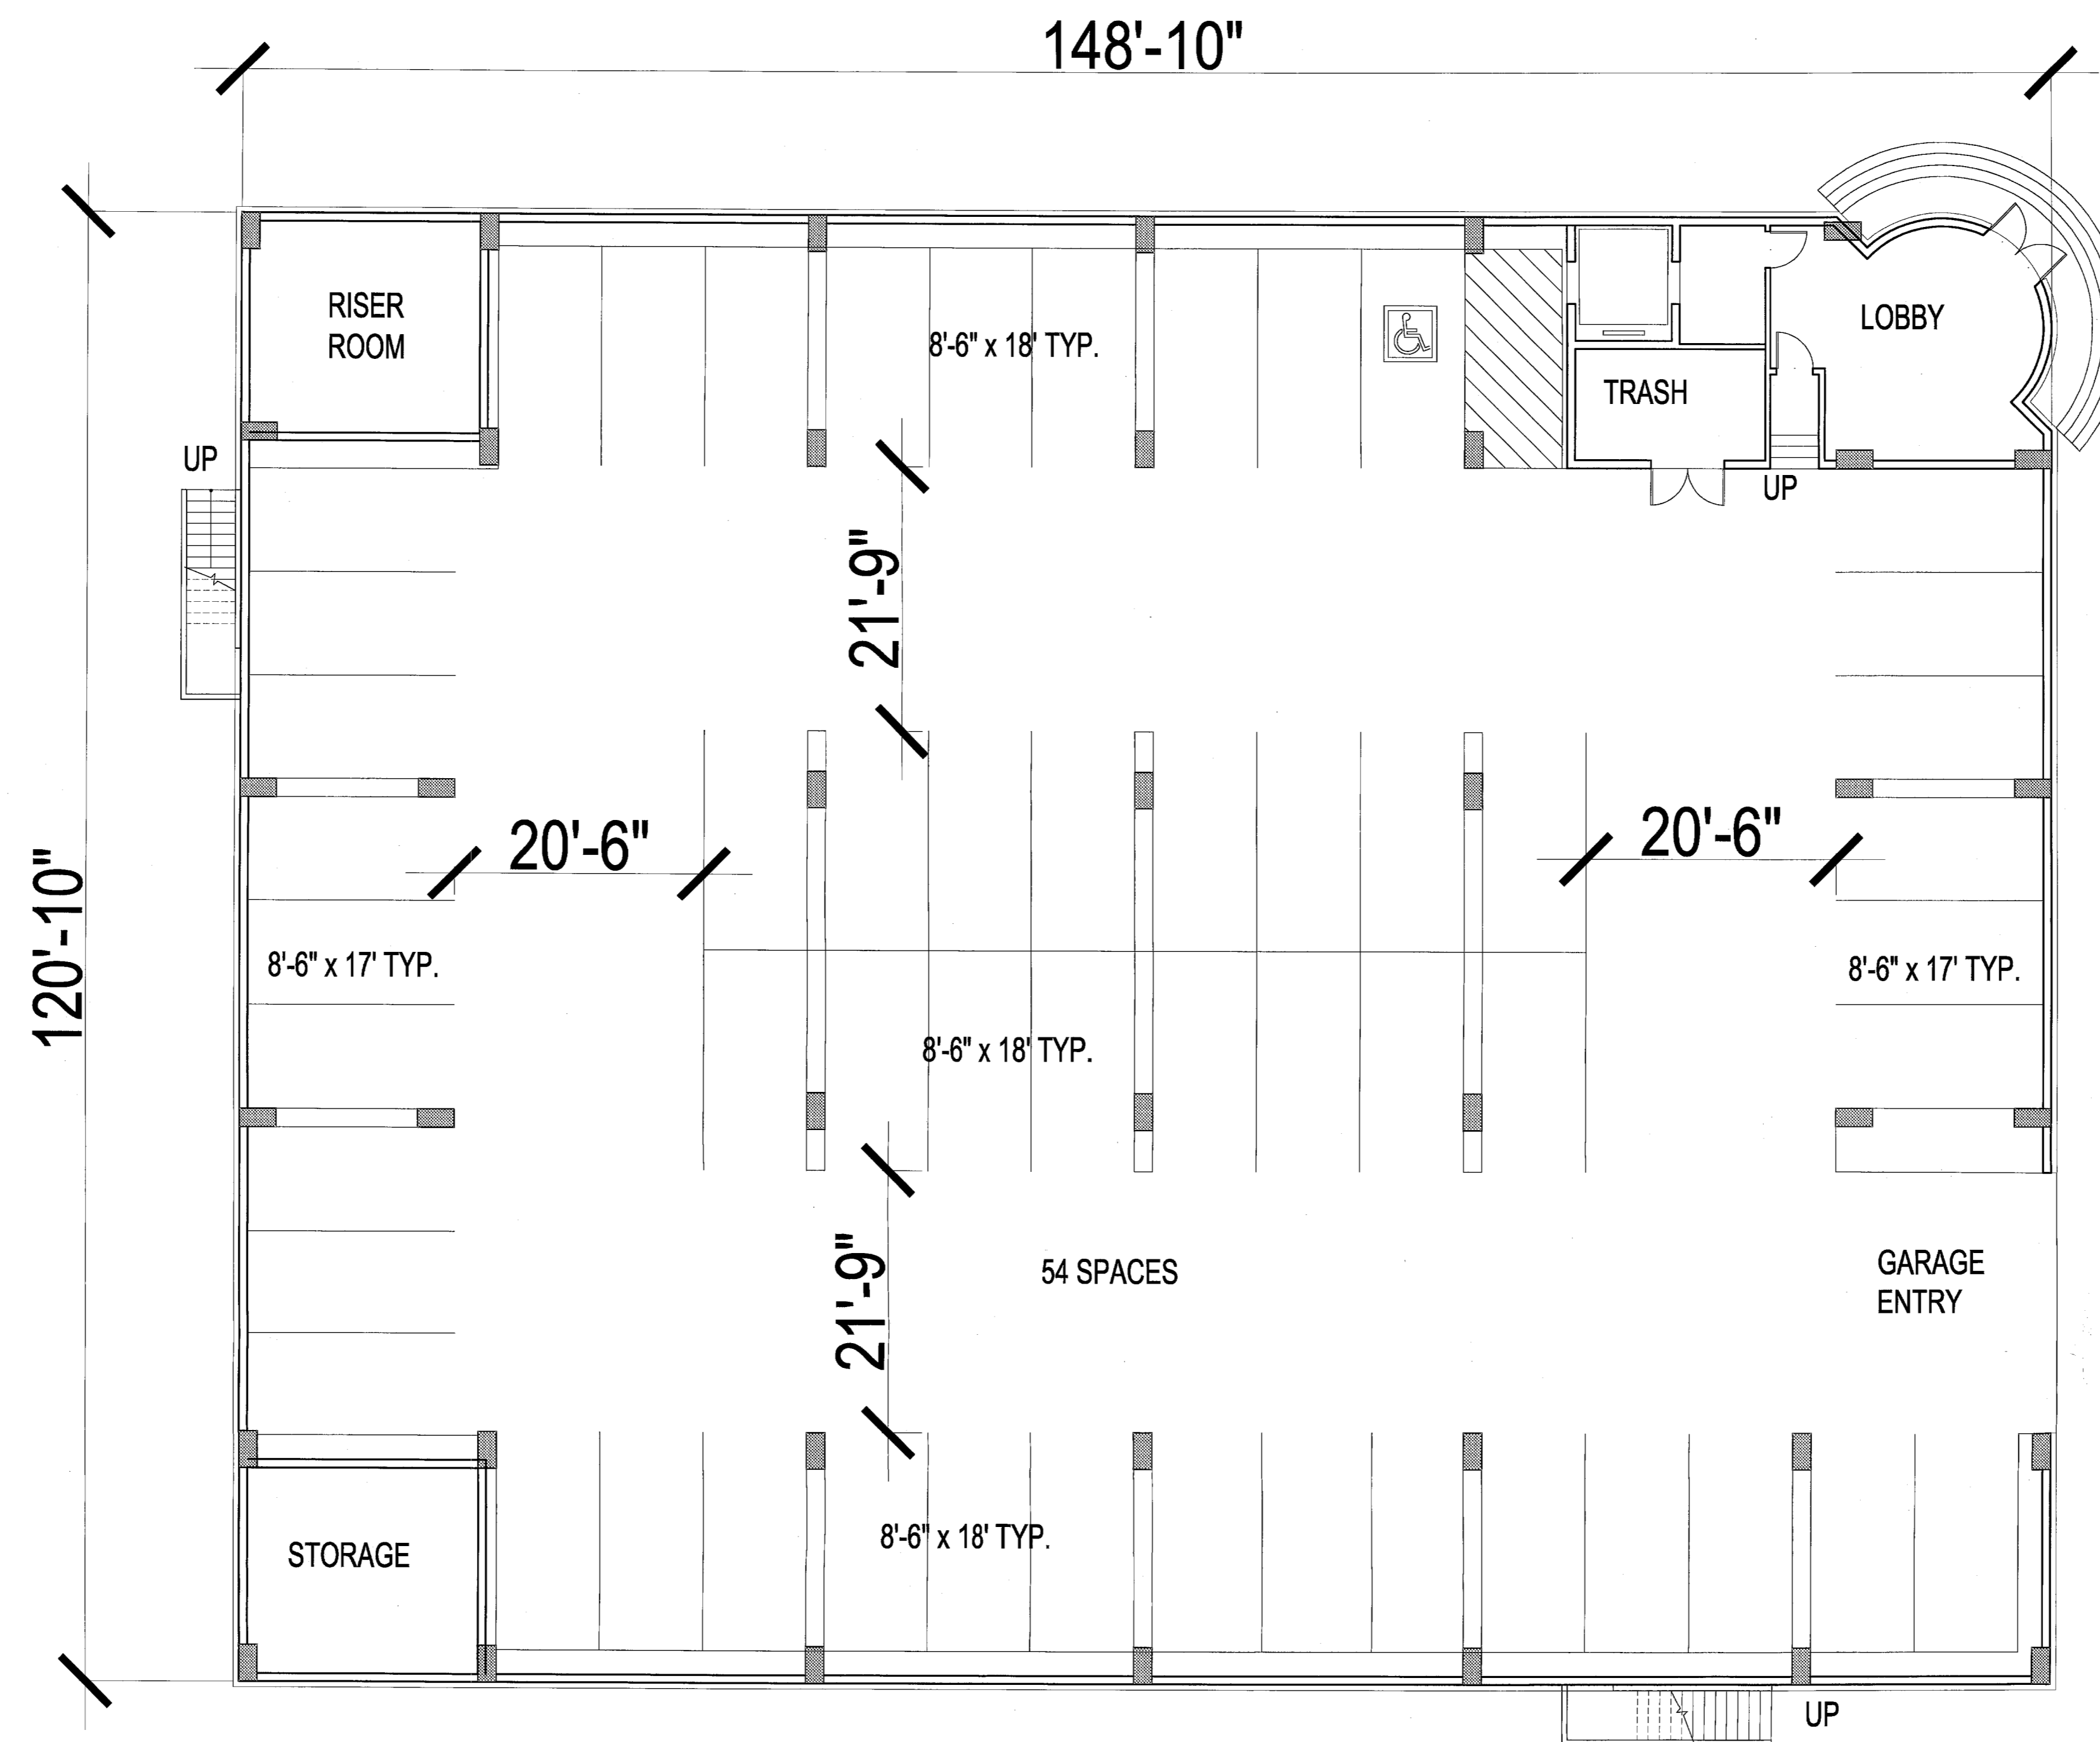 148'-10"
RISER
ROOM
8'-6" x 18' TYP.
LOBBY
TRASH
UP
UP
21'-9"
20'-6"
20'-6"
120'-10"
8'-6" x 17' TYP.
8'-6" x 17' TYP.
8'-6" x 18' TYP.
21'-9"
54 SPACES
GARAGE
ENTRY
8'-6" x 18' TYP.
STORAGE
UP